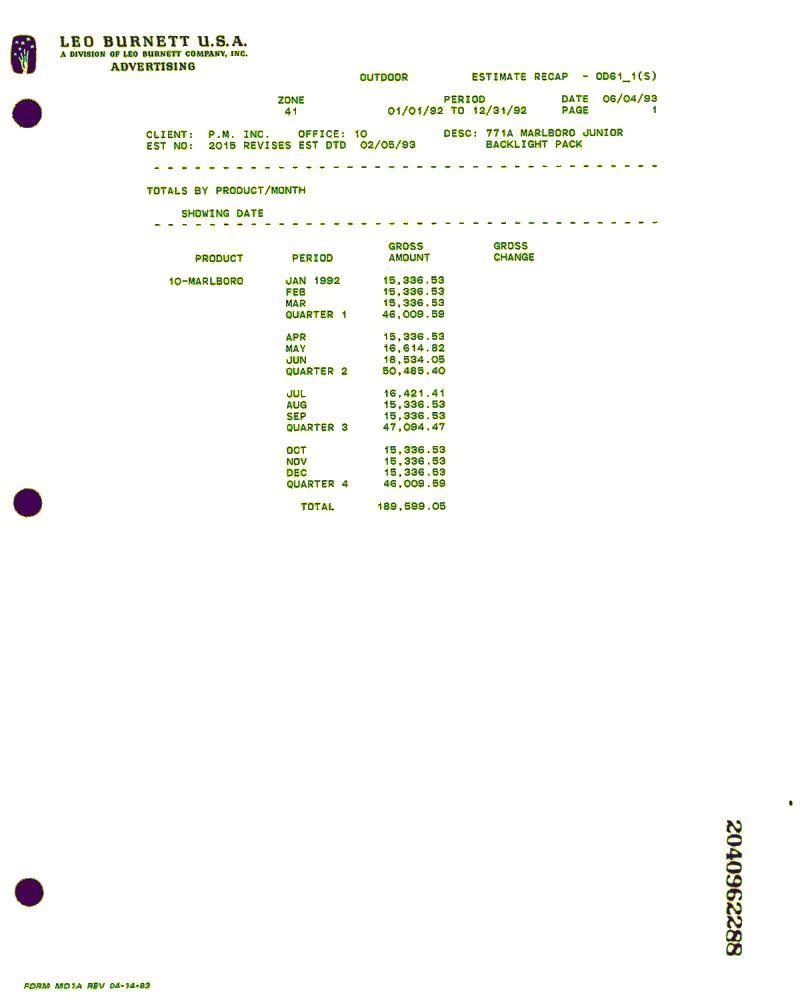 LEO BURNETT U.S.A.
A DIVISION OF LEO BURNETT COMPANY, INC.
ADVERTISING
OUTDOOR ESTIMATE RECAP - OD61_1(S)
ZONE PERIOD DATE 06/04/93
41 01/01/92 TO 12/31/92 PAGE 1
CLIENT: P.M. INC. OFFICE: 10 DESC: 771A MARLBORO JUNIOR
EST NO: 2015 REVISES EST DTD 02/05/93 BACKLIGHT PACK
TOTALS BY PRODUCT/MONTH
SHOWING DATE
GROSS GROSS
PRODUCT PERIOD AMOUNT CHANGE
10-MARLBORO JAN 1992 15,336.53
FEB 15,336.53
MAR 15,336.53
QUARTER 1 46,009.59
APR 15,336.53
MAY 16,614.82
JUN 18,534.05
QUARTER 2 50,485.40
JUL 16,421.41
AUG 15,336.53
SEP 15,336.53
QUARTER 3 47,094.47
OCT 15,336.53
NOV 15,336.53
DEC 15,336.53
QUARTER 4 46,009.59
TOTAL 189,599.05
2040962288
FORM MD1A REV 04-14-83